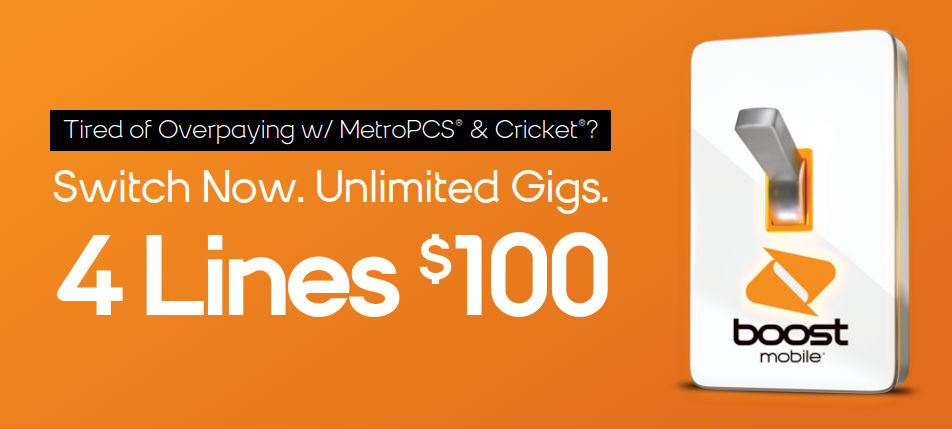 Tired of Overpaying w/ MetroPCS® & Cricket®?
Switch Now. Unlimited Gigs.
4 Lines $100
boost
mobile